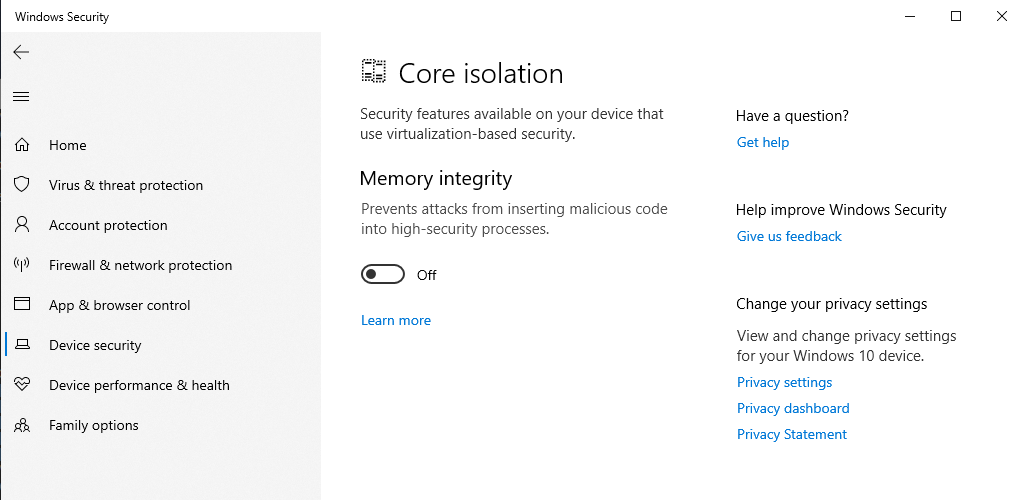 Windows Security
Home
Virus & threat protection
Account protection
Firewall & network protection
App & browser control
Device security
Device performance & health
Family options
Core isolation
Security features available on your device that
use virtualization-based security.
Memory integrity
Prevents attacks from inserting malicious code
into high-security processes.
Off
Learn more
Have a question?
Get help
Help improve Windows Security
Give us feedback
Change your privacy settings
View and change privacy settings
for your Windows 10 device.
Privacy settings
Privacy dashboard
Privacy Statement